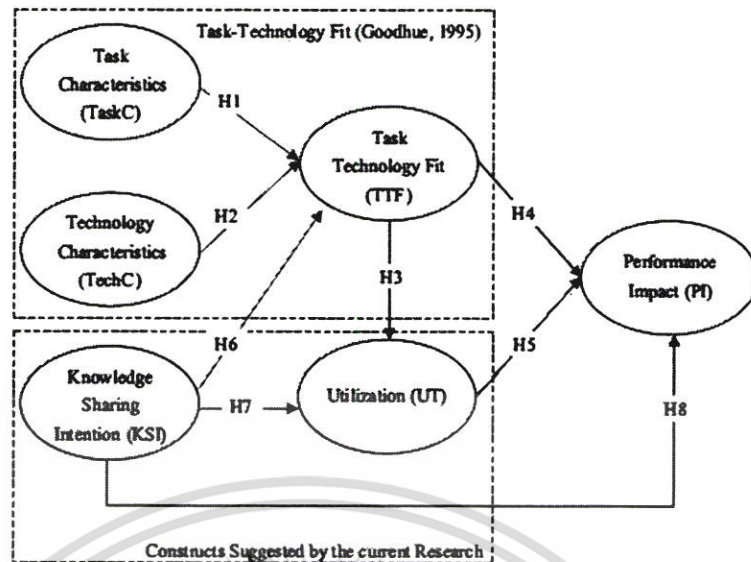 Task-Technology Fit (Goodhue, 1995)
Task
Characteristics
(TaskC)
H1
Task
Technology Fit
(TTF)
Technology
Characteristics
(TechC)
H2
H4
H3
Performance
Impact (PI)
H6
H5
Knowledge
Sharing
Intention (KSI)
H7
Utilization (UT)
H8
Constructs Suggested by the current Research